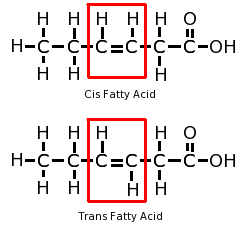 H H H H H O
H C C C = C C C OH
H H H
Cis Fatty Acid
H H H H O
H C C C = C C C OH
H H H H
Trans Fatty Acid